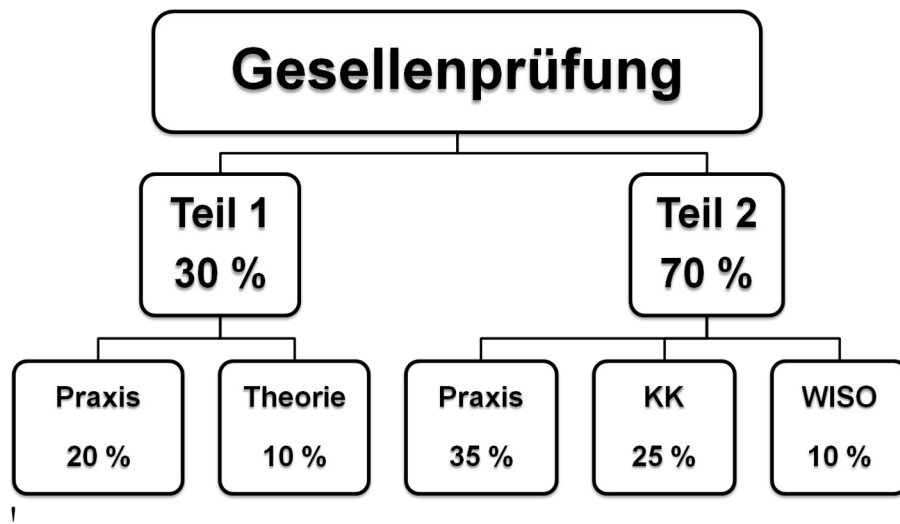 Gesellenprüfung
Teil 1
30 %
Teil 2
70 %
Praxis
20 %
Theorie
10 %
Praxis
35 %
KK
25 %
WISO
10 %